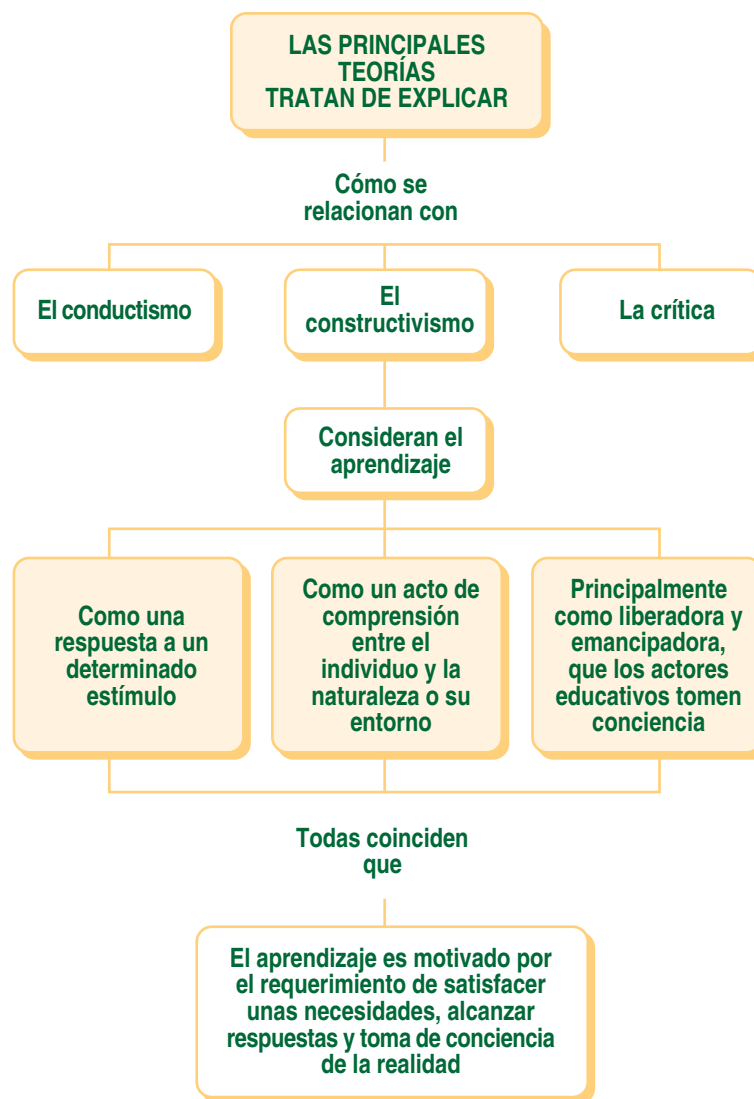 LAS PRINCIPALES
TEORÍAS
TRATAN DE EXPLICAR
Cómo se
relacionan con
El conductismo
El
constructivismo
La crítica
Consideran el
aprendizaje
Como una
respuesta a un
determinado
estímulo
Como un acto de
comprensión
entre el
individuo y la
naturaleza o su
entorno
Principalmente
como liberadora y
emancipadora,
que los actores
educativos tomen
conciencia
Todas coinciden
que
El aprendizaje es motivado por
el requerimiento de satisfacer
unas necesidades, alcanzar
respuestas y toma de conciencia
de la realidad